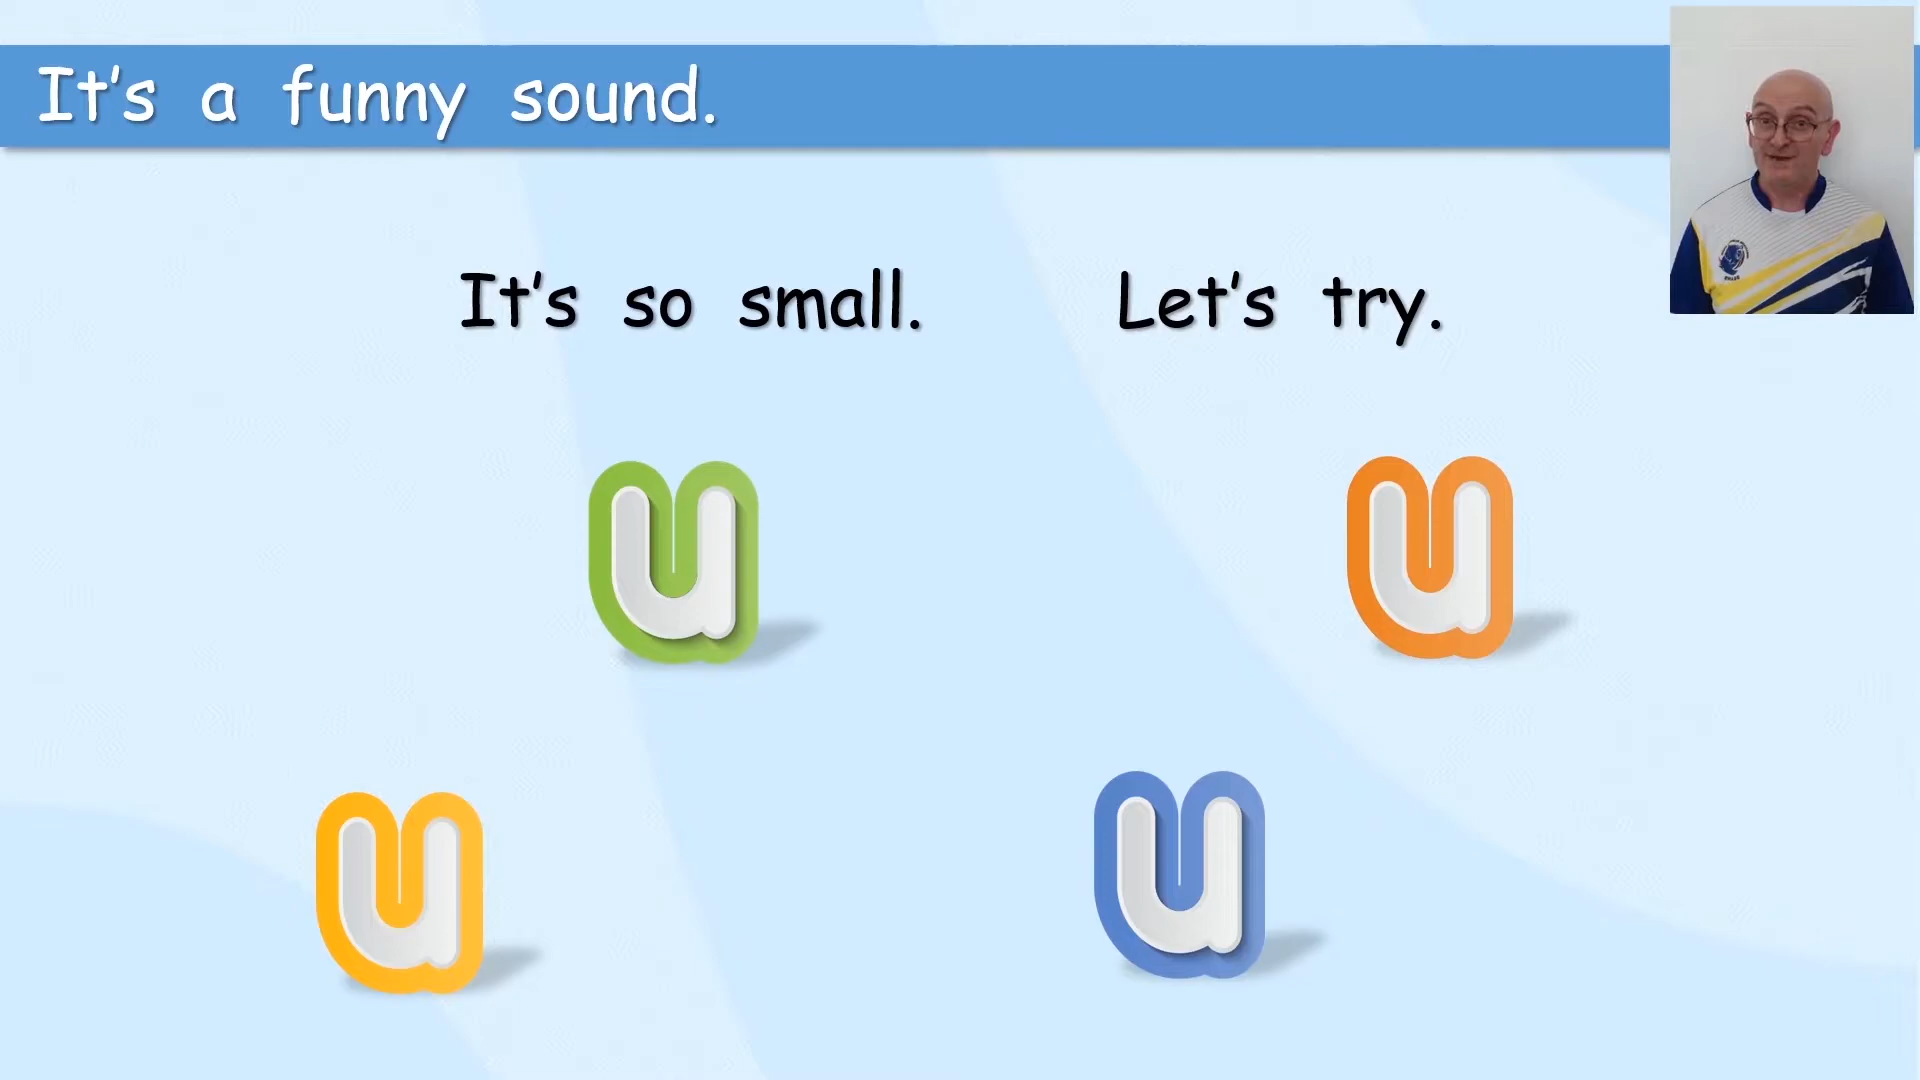 It's a funny sound.
It's so small. Let's try.
u u
u u